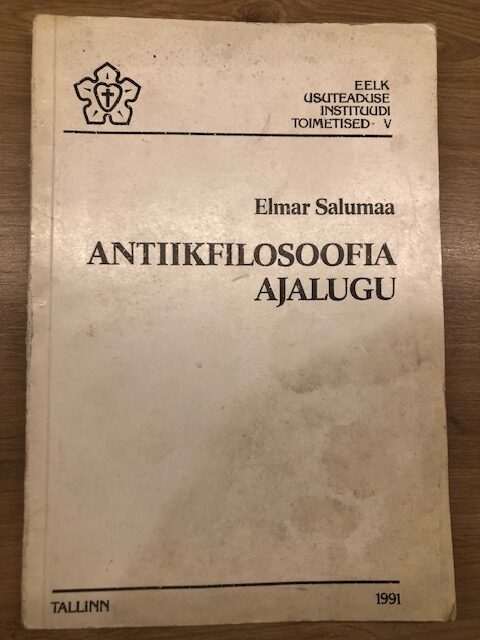 EELK
USUTEADUSE
INSTITUUDI
TOIMETISED · V
Elmar Salumaa
ANTIIKFILOSOOFIA
AJALUGU
TALLINN
1991